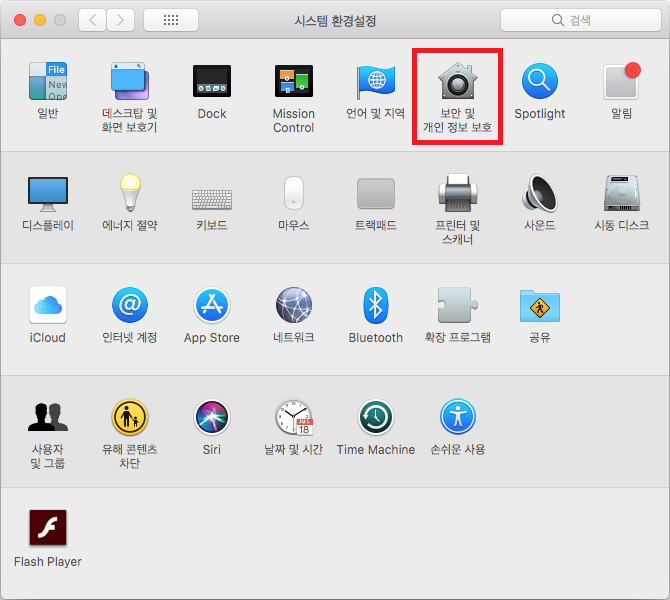 시스템 환경설정
검색
File
New
Ope
일반
데스크탑 및
화면 보호기
Dock
Mission
Control
언어 및 지역
보안 및
개인 정보 보호
Spotlight
알림
디스플레이
에너지 절약
키보드
마우스
트랙패드
프린터 및
스캐너
사운드
시동 디스크
iCloud
@
인터넷 계정
App Store
네트워크
Bluetooth
확장 프로그램
공유
사용자
및 그룹
유해 콘텐츠
차단
Siri
JUL
18
날짜 및 시간
Time Machine
손쉬운 사용
Flash Player